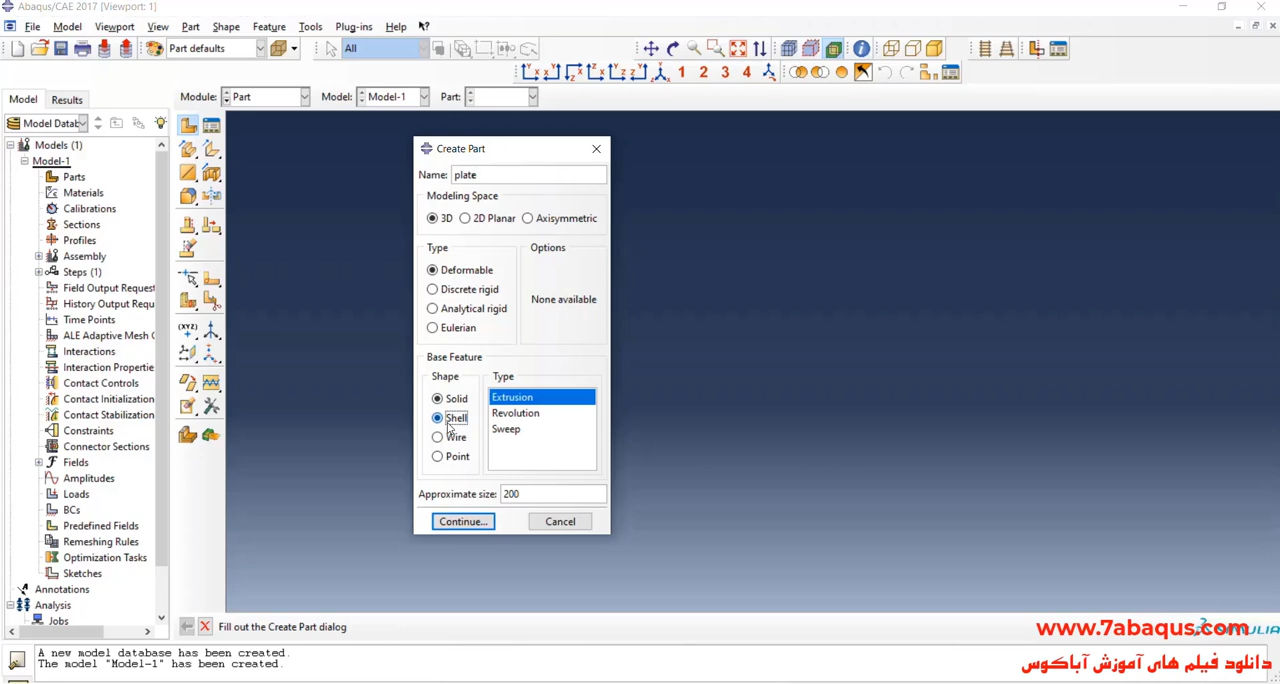 Abaqus/CAE 2017 [Viewport: 1]
File Model Viewport View Part Shape Feature Tools Plug-ins Help
Part defaults All
1 2 3 4
Model Results Module: Part Model: Model-1 Part:
Model Datab
Models (1)
Model-1
Parts
Materials
Calibrations
Sections
Profiles
Assembly
Steps (1)
Field Output Request
History Output Requ
Time Points
ALE Adaptive Mesh C
Interactions
Interaction Propertie
Contact Controls
Contact Initialization
Contact Stabilization
Constraints
Connector Sections
Fields
Amplitudes
Loads
BCs
Predefined Fields
Remeshing Rules
Optimization Tasks
Sketches
Annotations
Analysis
Jobs
(XYZ)
Create Part
Name: plate
Modeling Space
3D 2D Planar Axisymmetric
Type Options
Deformable
Discrete rigid
Analytical rigid
Eulerian
None available
Base Feature
Shape Type
Solid
Shell
Wire
Point
Extrusion
Revolution
Sweep
Approximate size: 200
Continue... Cancel
Fill out the Create Part dialog
SIMULIA
www.7abaqus.com
دانلود فیلم های آموزش آباکوس
A new model database has been created.
The model "Model-1" has been created.